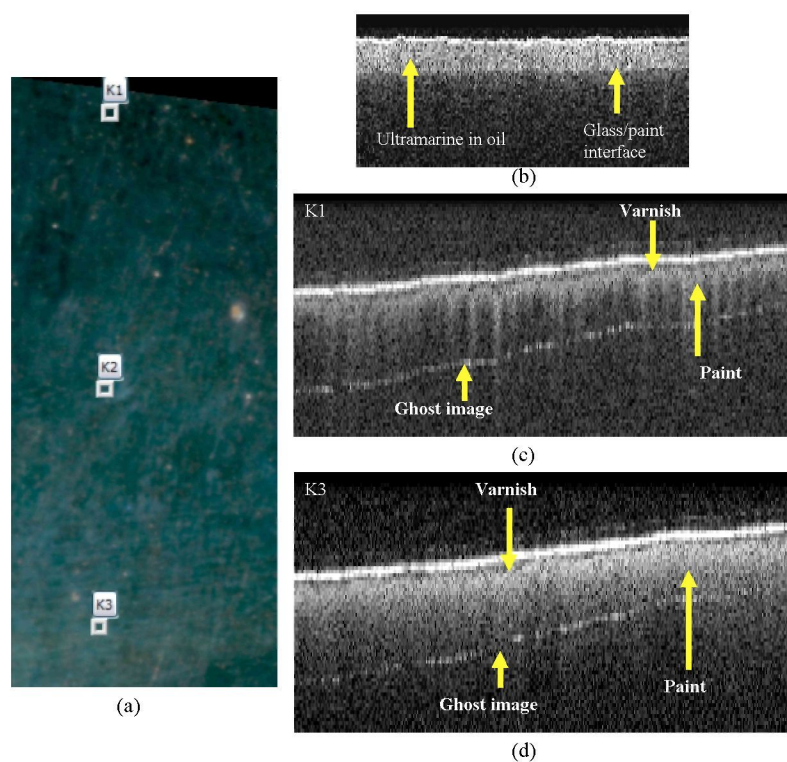 K1
K2
K3
(a)
Ultramarine in oil
Glass/paint
interface
(b)
K1
Varnish
Paint
Ghost image
(c)
K3
Varnish
Paint
Ghost image
(d)